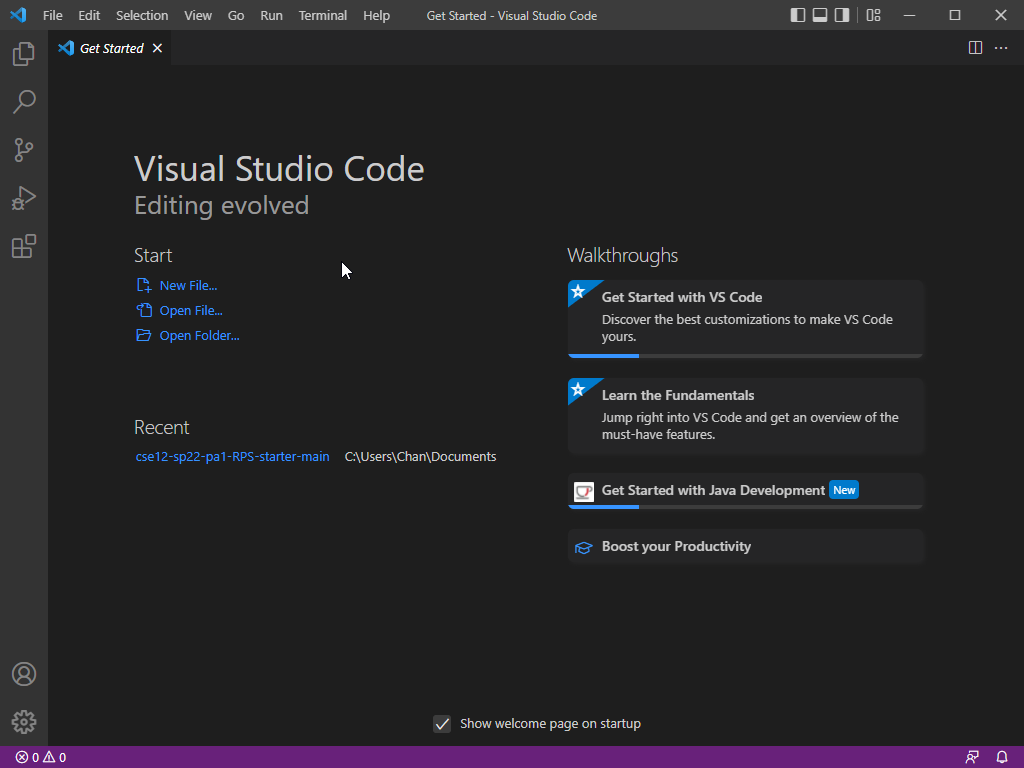 File Edit Selection View Go Run Terminal Help Get Started - Visual Studio Code
Get Started
Visual Studio Code
Editing evolved
Start
New File...
Open File...
Open Folder...
Recent
cse12-sp22-pa1-RPS-starter-main C:\Users\Chan\Documents
Walkthroughs
Get Started with VS Code
Discover the best customizations to make VS Code
yours.
Learn the Fundamentals
Jump right into VS Code and get an overview of the
must-have features.
Get Started with Java Development New
Boost your Productivity
Show welcome page on startup
0 0